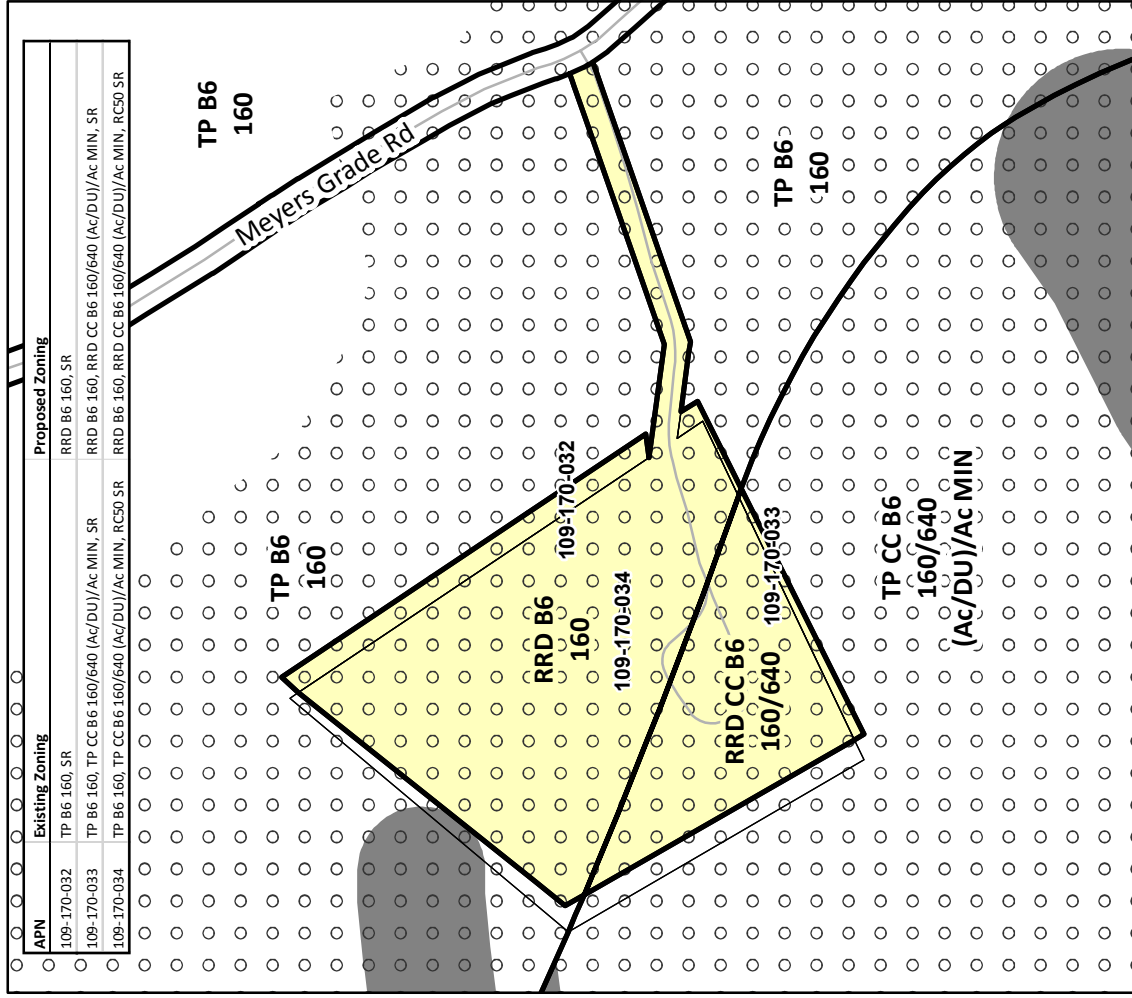 APN Existing Zoning Proposed Zoning
109-170-032 TP B6 160, SR RRD B6 160, SR
109-170-033 TP B6 160, TP CC B6 160/640 (Ac/DU)/Ac MIN, SR RRD B6 160, RRD CC B6 160/640 (Ac/DU)/Ac MIN, SR
109-170-034 TP B6 160, TP CC B6 160/640 (Ac/DU)/Ac MIN, RC50 SR RRD B6 160, RRD CC B6 160/640 (Ac/DU)/Ac MIN, RC50 SR
TP B6
160
Meyers Grade Rd
TP B6
160
109-170-032
TP B6
160
RRD B6
160
109-170-034
109-170-033
RRD CC B6
160/640
TP CC B6
160/640
(Ac/DU)/Ac MIN